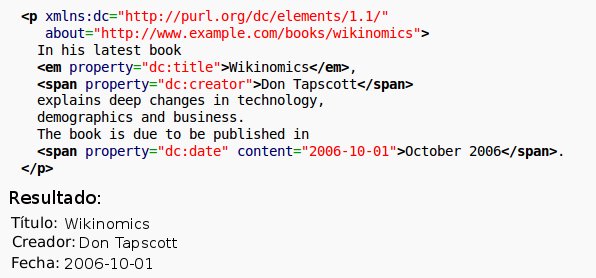 <p xmlns:dc="http://purl.org/dc/elements/1.1/"
about="http://www.example.com/books/wikinomics">
In his latest book
<em property="dc:title">Wikinomics</em>,
<span property="dc:creator">Don Tapscott</span>
explains deep changes in technology,
demographics and business.
The book is due to be published in
<span property="dc:date" content="2006-10-01">October 2006</span>.
</p>
Resultado:
Título: Wikinomics
Creador: Don Tapscott
Fecha: 2006-10-01